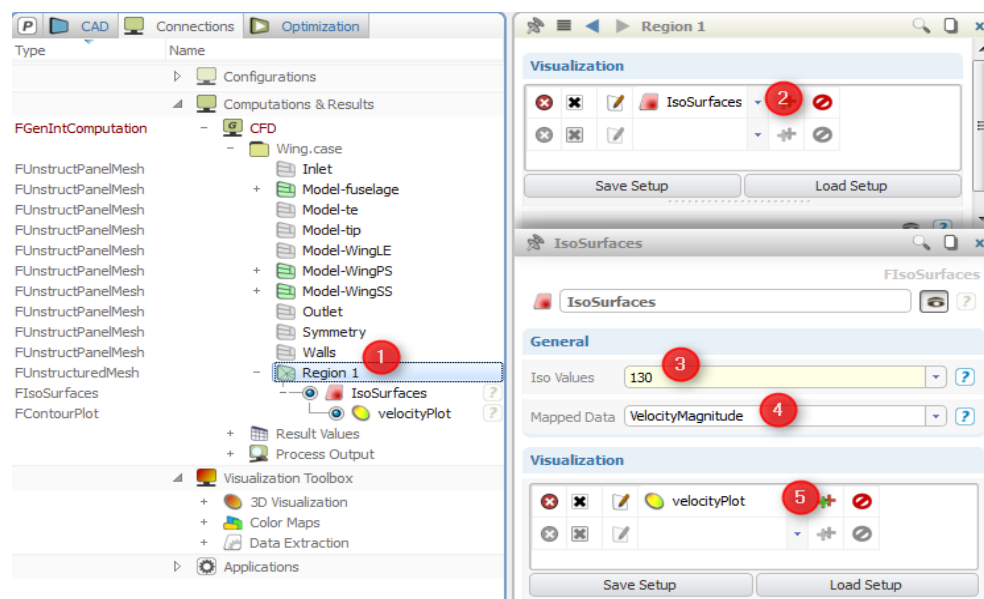 P CAD Connections Optimization
Type Name
Configurations
Computations & Results
FGenIntComputation G CFD
Wing.case
FUnstructPanelMesh Inlet
FUnstructPanelMesh Model-fuselage
FUnstructPanelMesh Model-te
FUnstructPanelMesh Model-tip
FUnstructPanelMesh Model-WingLE
FUnstructPanelMesh Model-WingPS
FUnstructPanelMesh Model-WingSS
FUnstructPanelMesh Outlet
FUnstructPanelMesh Symmetry
FUnstructPanelMesh Walls
1
FUnstructuredMesh Region 1
FIsoSurfaces IsoSurfaces ?
FContourPlot velocityPlot ?
Result Values
Process Output
Visualization Toolbox
3D Visualization
Color Maps
Data Extraction
Applications
Region 1
Visualization
IsoSurfaces 2
Save Setup Load Setup
?
IsoSurfaces
FIsoSurfaces
IsoSurfaces ?
General
3
Iso Values 130 ?
Mapped Data VelocityMagnitude 4 ?
Visualization
velocityPlot 5
Save Setup Load Setup